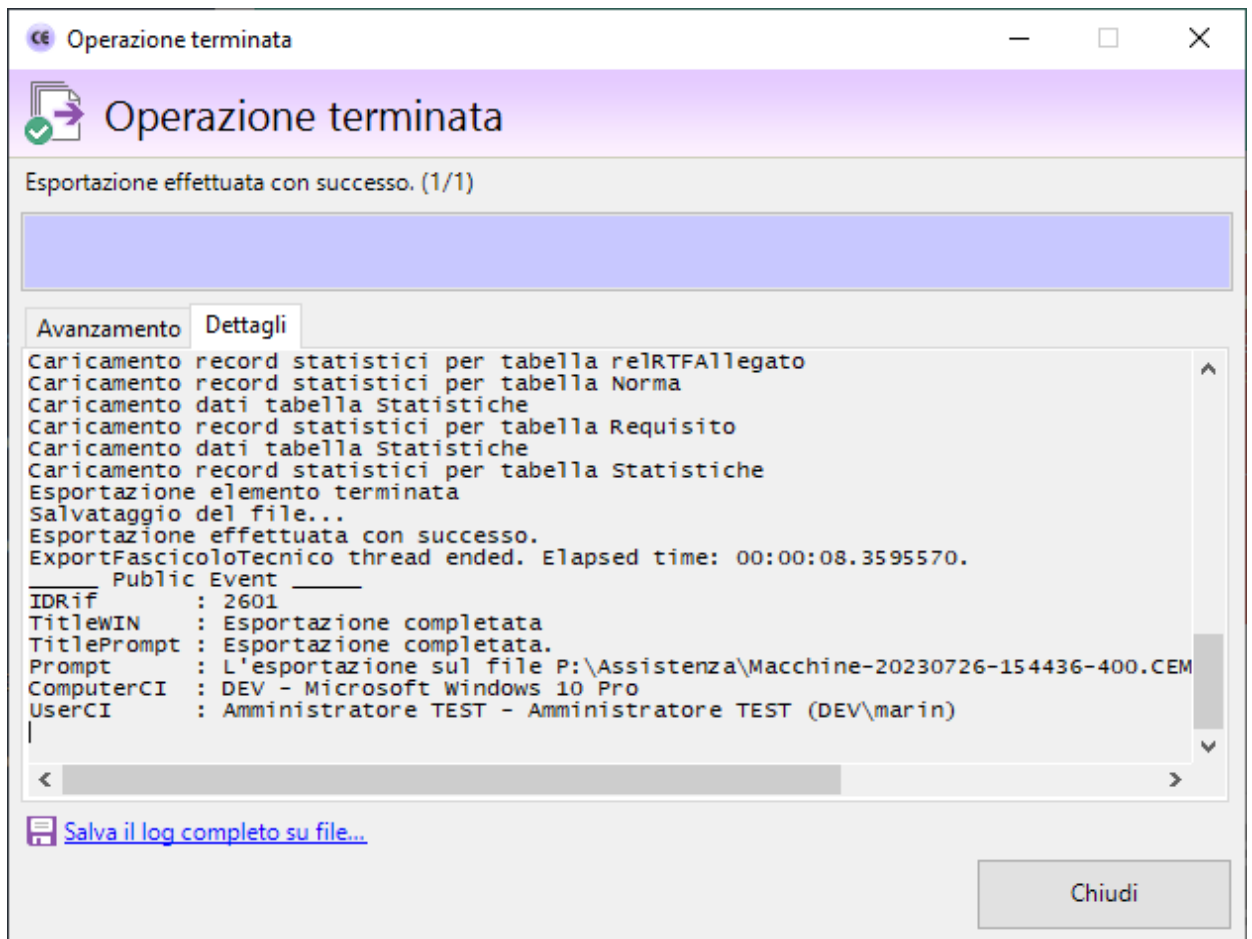 CE Operazione terminata
Operazione terminata
Esportazione effettuata con successo. (1/1)
Avanzamento Dettagli
Caricamento record statistici per tabella relRTFAllegato
Caricamento record statistici per tabella Norma
Caricamento dati tabella Statistiche
Caricamento record statistici per tabella Requisito
Caricamento dati tabella Statistiche
Caricamento record statistici per tabella Statistiche
Esportazione elemento terminata
Salvataggio del file...
Esportazione effettuata con successo.
ExportFascicoloTecnico thread ended. Elapsed time: 00:00:08.3595570.
_____ Public Event _____
IDRif : 2601
TitleWIN : Esportazione completata
TitlePrompt : Esportazione completata.
Prompt : L'esportazione sul file P:\Assistenza\Macchine-20230726-154436-400.CEM
ComputerCI : DEV - Microsoft Windows 10 Pro
UserCI : Amministratore TEST - Amministratore TEST (DEV\marin)
Salva il log completo su file...
Chiudi